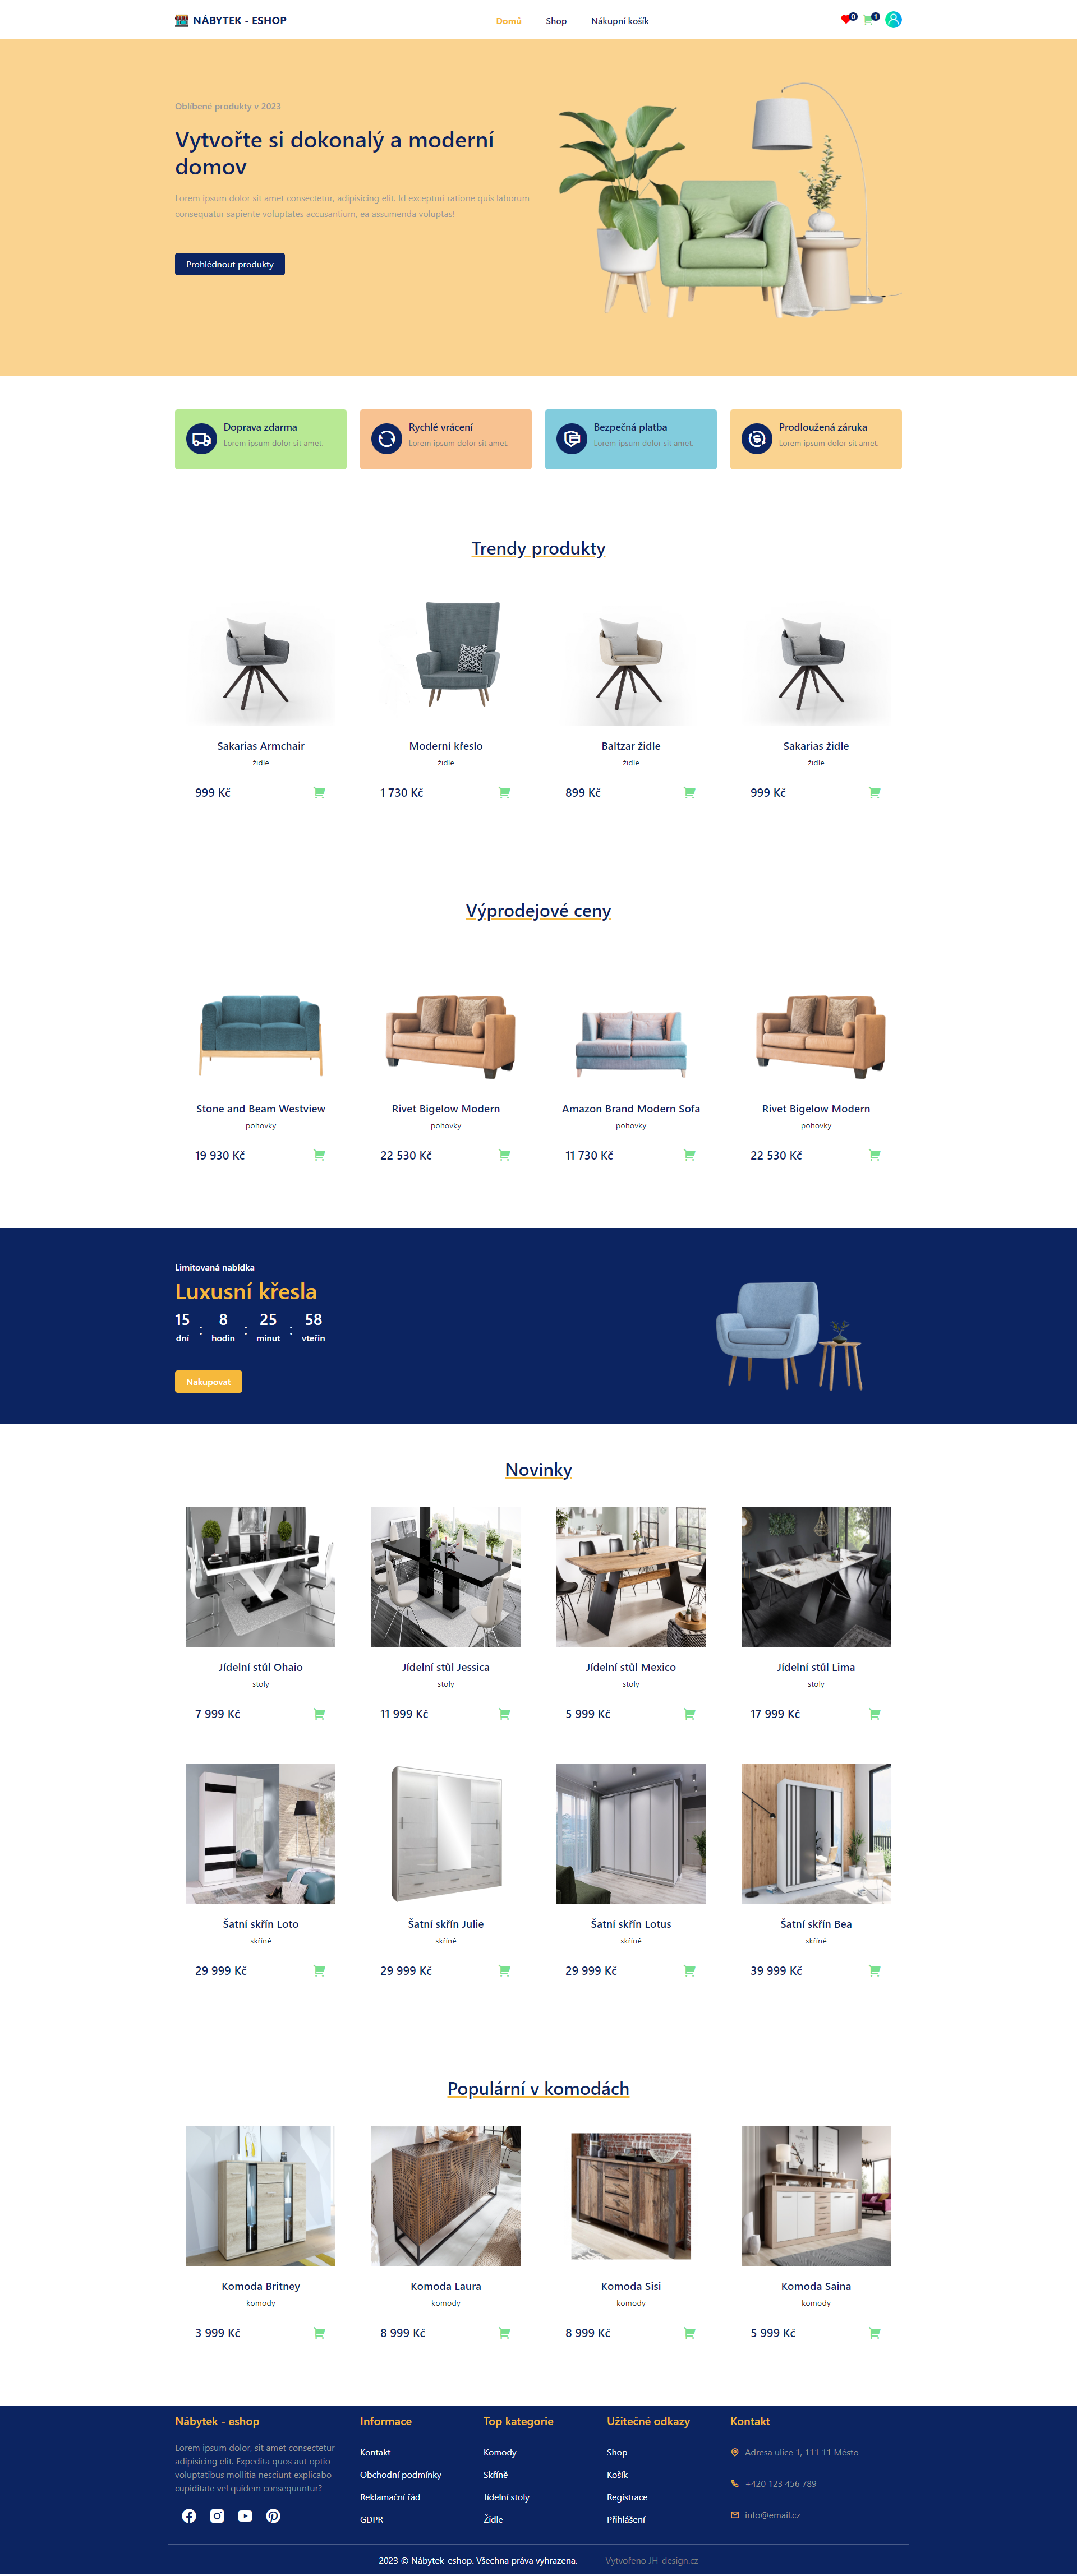 NÁBYTEK - ESHOP
Domů
Shop
Nákupní košík
0
1
Oblíbené produkty v 2023
Vytvořte si dokonalý a moderní
domov
Lorem ipsum dolor sit amet consectetur, adipisicing elit. Id excepturi ratione quis laborum
consequatur sapiente voluptates accusantium, ea assumenda voluptas!
Prohlédnout produkty
Doprava zdarma
Lorem ipsum dolor sit amet.
Rychlé vrácení
Lorem ipsum dolor sit amet.
Bezpečná platba
Lorem ipsum dolor sit amet.
Prodloužená záruka
Lorem ipsum dolor sit amet.
Trendy produkty
Sakarias Armchair
židle
999 Kč
Moderní křeslo
židle
1 730 Kč
Baltzar židle
židle
899 Kč
Sakarias židle
židle
999 Kč
Výprodejové ceny
Stone and Beam Westview
pohovky
19 930 Kč
Rivet Bigelow Modern
pohovky
22 530 Kč
Amazon Brand Modern Sofa
pohovky
11 730 Kč
Rivet Bigelow Modern
pohovky
22 530 Kč
Limitovaná nabídka
Luxusní křesla
15 : 8 : 25 : 58
dní hodin minut vteřin
Nakupovat
Novinky
Jídelní stůl Ohaio
stoly
7 999 Kč
Jídelní stůl Jessica
stoly
11 999 Kč
Jídelní stůl Mexico
stoly
5 999 Kč
Jídelní stůl Lima
stoly
17 999 Kč
Šatní skřín Loto
skříně
29 999 Kč
Šatní skřín Julie
skříně
29 999 Kč
Šatní skřín Lotus
skříně
29 999 Kč
Šatní skřín Bea
skříně
39 999 Kč
Populární v komodách
Komoda Britney
komody
3 999 Kč
Komoda Laura
komody
8 999 Kč
Komoda Sisi
komody
8 999 Kč
Komoda Saina
komody
5 999 Kč
Nábytek - eshop
Lorem ipsum dolor, sit amet consectetur
adipisicing elit. Expedita quos aut optio
voluptatibus mollitia nesciunt explicabo
cupiditate vel quidem consequuntur?
Informace
Kontakt
Obchodní podmínky
Reklamační řád
GDPR
Top kategorie
Komody
Skříně
Jídelní stoly
Židle
Užitečné odkazy
Shop
Košík
Registrace
Přihlášení
Kontakt
Adresa ulice 1, 111 11 Město
+420 123 456 789
info@email.cz
2023 © Nábytek-eshop. Všechna práva vyhrazena.
Vytvořeno JH-design.cz